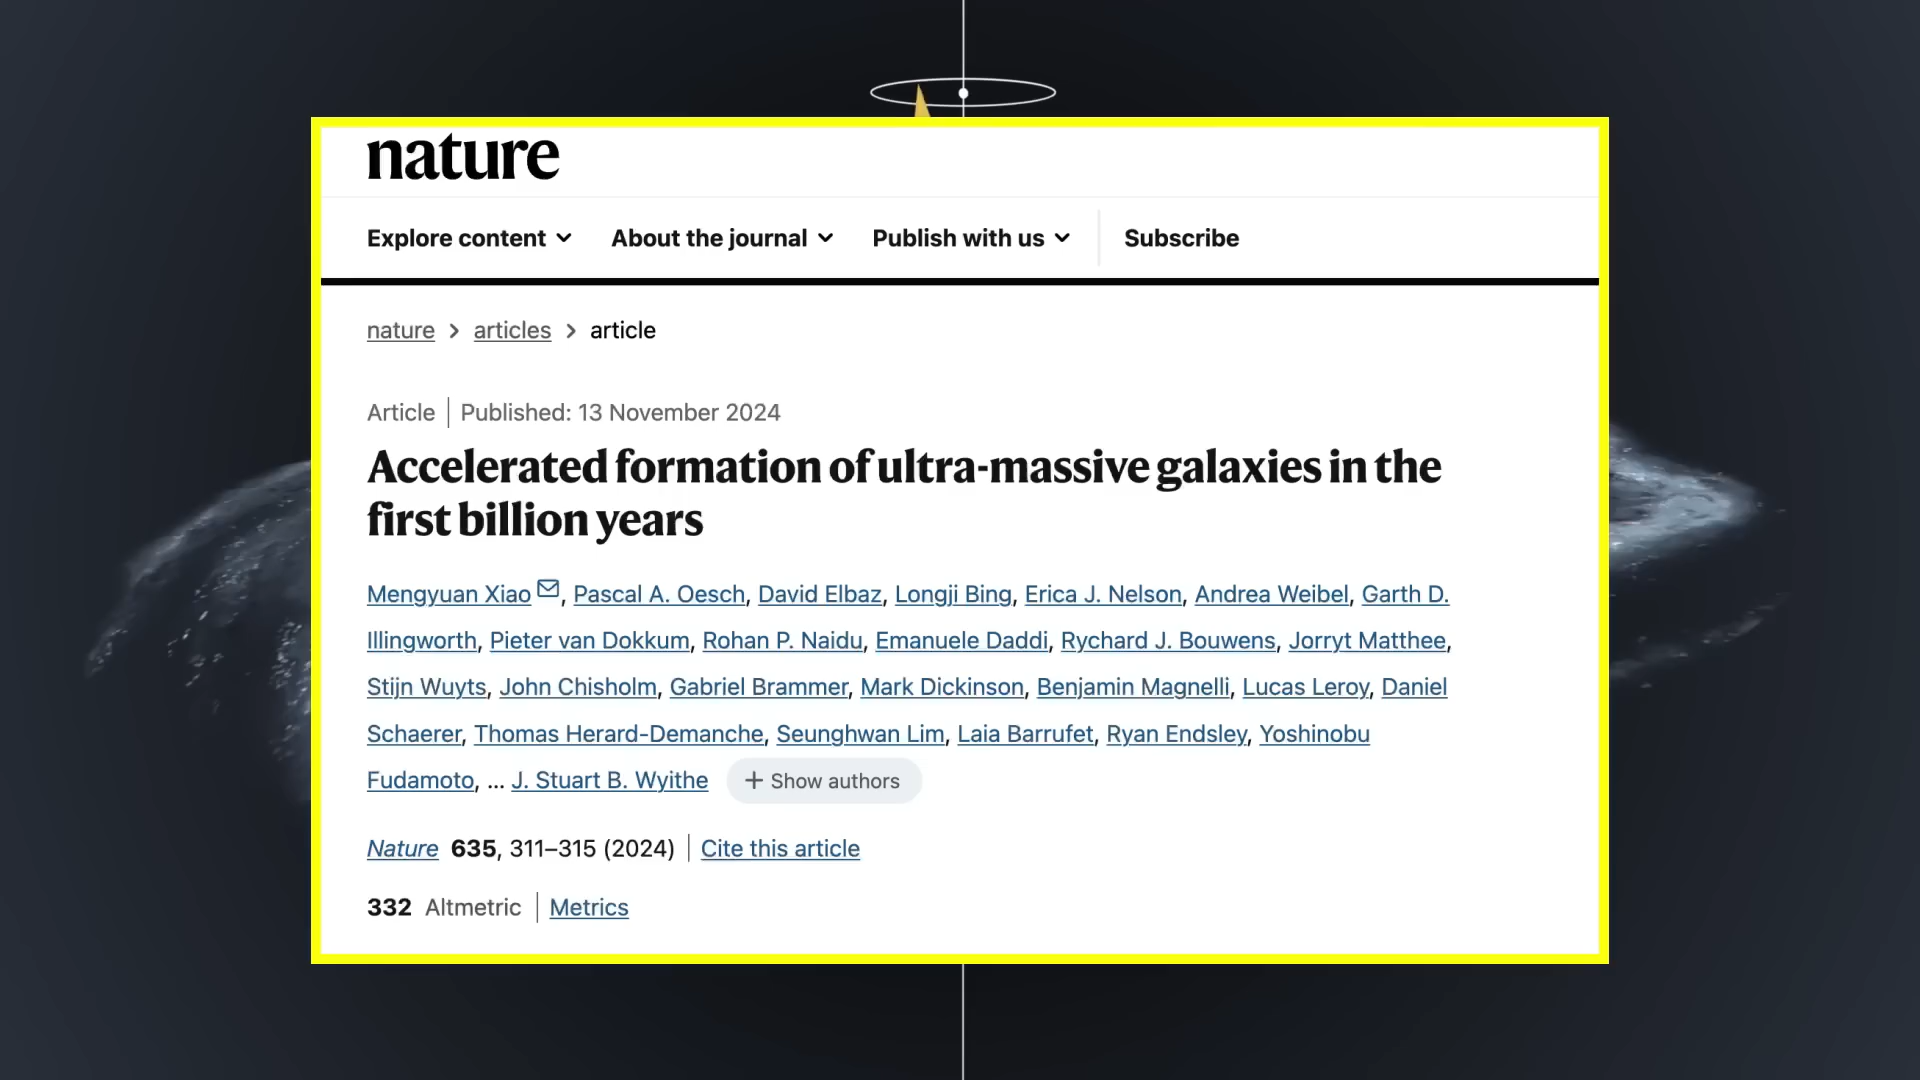 nature
Explore content About the journal Publish with us Subscribe
nature > articles > article
Article | Published: 13 November 2024
Accelerated formation of ultra-massive galaxies in the
first billion years
Mengyuan Xiao, Pascal A. Oesch, David Elbaz, Longji Bing, Erica J. Nelson, Andrea Weibel, Garth D.
Illingworth, Pieter van Dokkum, Rohan P. Naidu, Emanuele Daddi, Rychard J. Bouwens, Jorryt Matthee,
Stijn Wuyts, John Chisholm, Gabriel Brammer, Mark Dickinson, Benjamin Magnelli, Lucas Leroy, Daniel
Schaerer, Thomas Herard-Demanche, Seunghwan Lim, Laia Barrufet, Ryan Endsley, Yoshinobu
Fudamoto, ... J. Stuart B. Wyithe + Show authors
Nature 635, 311–315 (2024) | Cite this article
332 Altmetric | Metrics